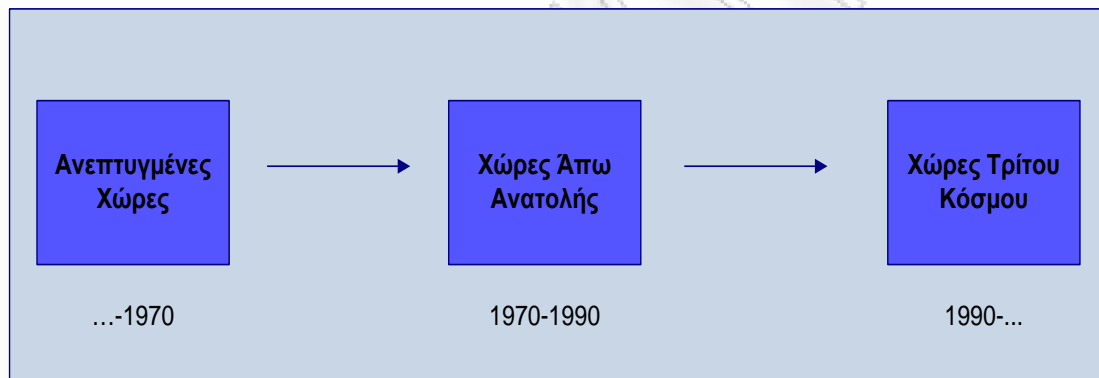 Ανεπτυγμένες
Χώρες
Χώρες Άπω
Ανατολής
Χώρες Τρίτου
Κόσμου
…-1970
1970-1990
1990-...